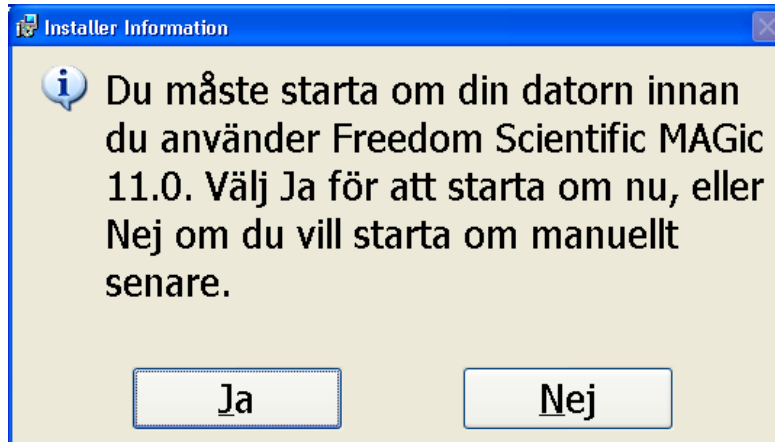 Installer Information
Du måste starta om din datorn innan
du använder Freedom Scientific MAGic
11.0. Välj Ja för att starta om nu, eller
Nej om du vill starta om manuellt
senare.
Ja
Nej